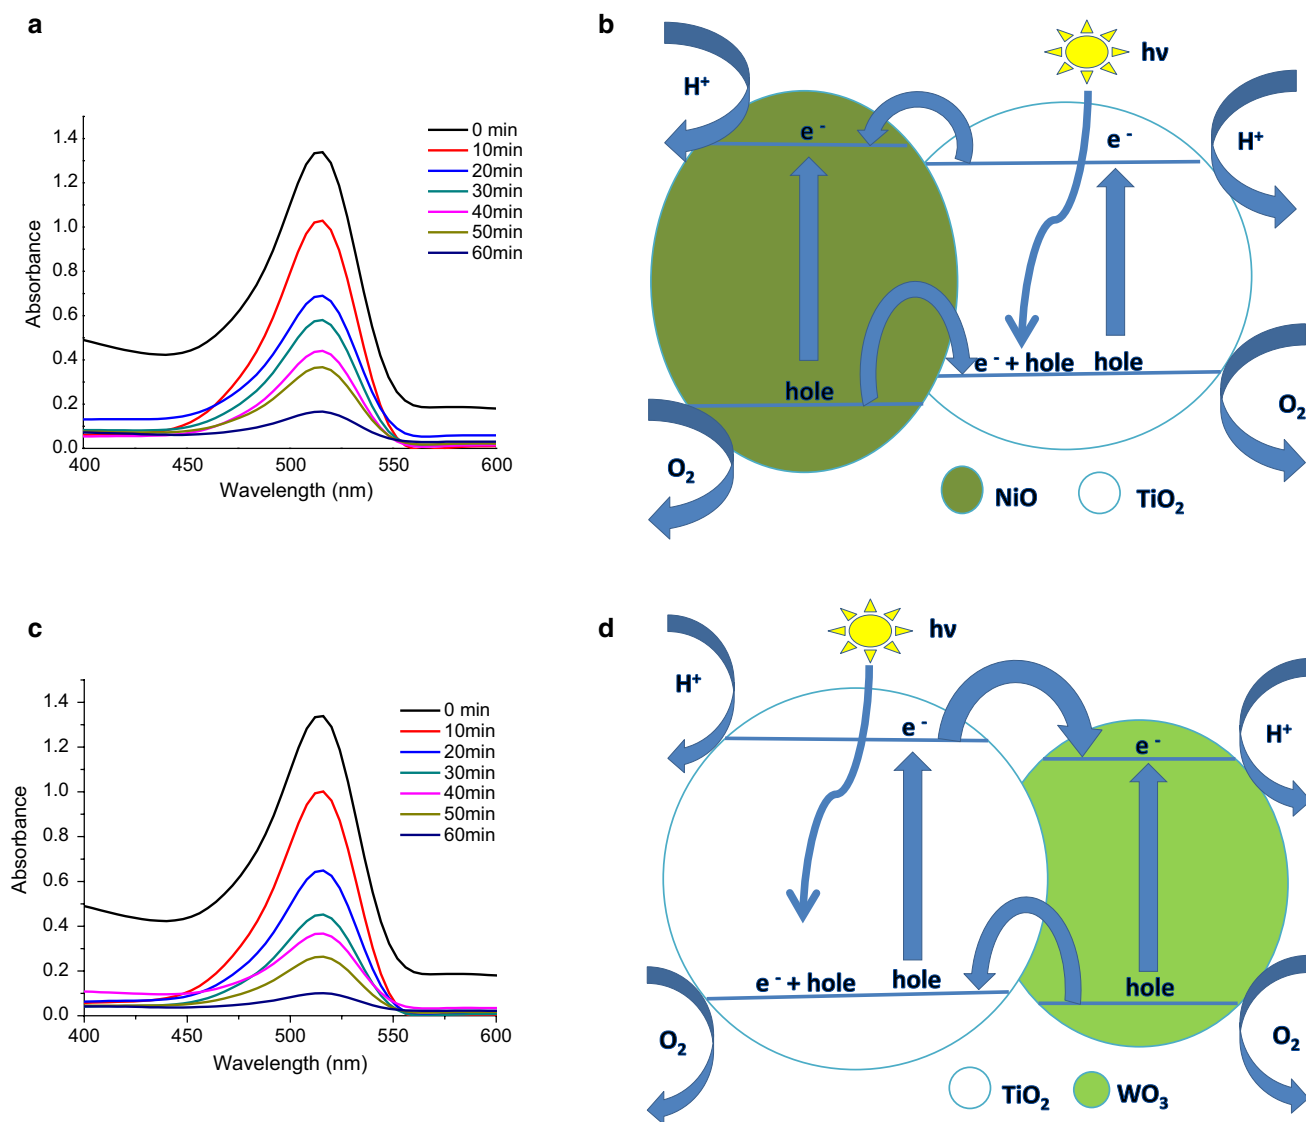 a
1.4
1.2
1.0
0.8
0.6
0.4
0.2
0.0
400
450
500
550
600
Absorbance
Wavelength (nm)
0 min
10min
20min
30min
40min
50min
60min
b
hν
H⁺
e⁻
e⁻
H⁺
e⁻ + hole
hole
hole
O₂
O₂
NiO
TiO₂
c
1.4
1.2
1.0
0.8
0.6
0.4
0.2
0.0
400
450
500
550
600
Absorbance
Wavelength (nm)
0 min
10min
20min
30min
40min
50min
60min
d
hν
H⁺
e⁻
e⁻
H⁺
e⁻ + hole
hole
hole
O₂
O₂
TiO₂
WO₃